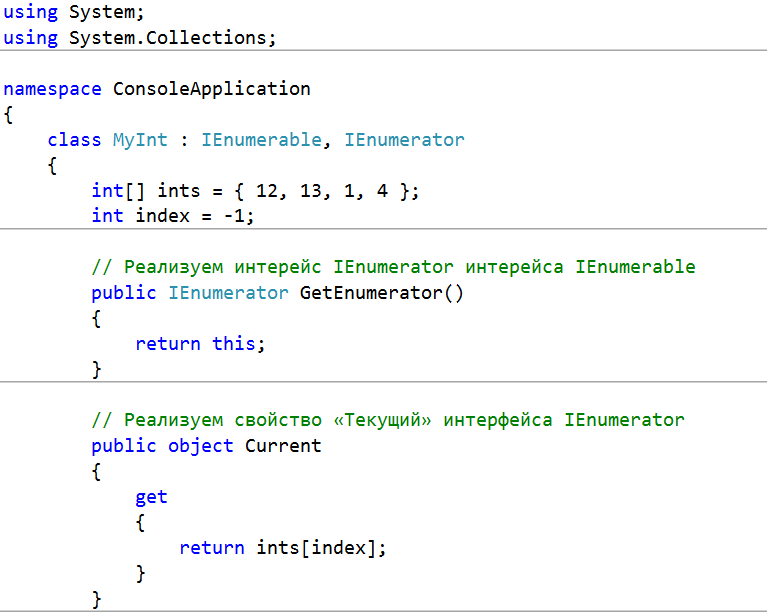 using System;
using System.Collections;
namespace ConsoleApplication
{
    class MyInt : IEnumerable, IEnumerator
    {
        int[] ints = { 12, 13, 1, 4 };
        int index = -1;
        // Реализуем интерейс IEnumerator интерейса IEnumerable
        public IEnumerator GetEnumerator()
        {
            return this;
        }
        // Реализуем свойство «Текущий» интерфейса IEnumerator
        public object Current
        {
            get
            {
                return ints[index];
            }
        }